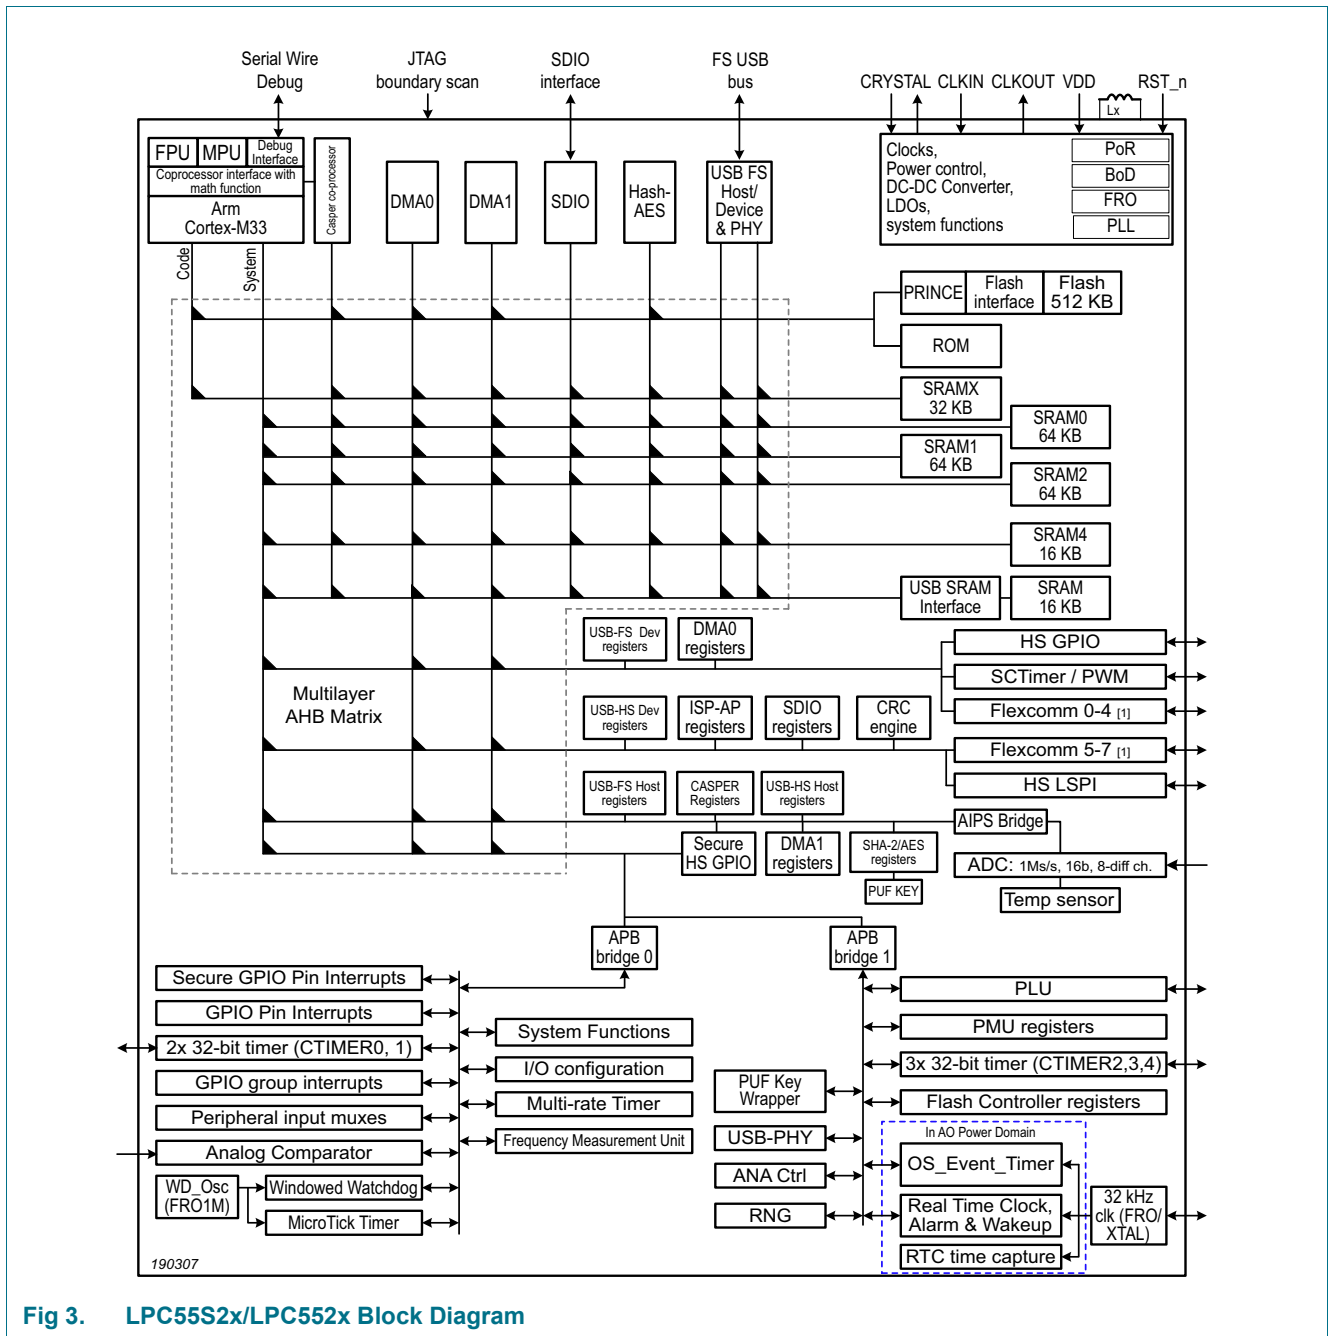 Serial Wire
Debug
JTAG
boundary scan
SDIO
interface
FS USB
bus
CRYSTAL CLKIN CLKOUT VDD RST_n
Lx
FPU MPU Debug
Interface
Coprocessor interface with
math function
Arm
Cortex-M33
Casper co-processor
DMA0
DMA1
SDIO
Hash-
AES
USB FS
Host/
Device
& PHY
Clocks,
Power control,
DC-DC Converter,
LDOs,
system functions
PoR
BoD
FRO
PLL
Code
System
PRINCE
Flash
interface
Flash
512 KB
ROM
SRAMX
32 KB
SRAM0
64 KB
SRAM1
64 KB
SRAM2
64 KB
SRAM4
16 KB
USB SRAM
Interface
SRAM
16 KB
USB-FS Dev
registers
DMA0
registers
HS GPIO
SCTimer / PWM
Flexcomm 0-4 [1]
Multilayer
AHB Matrix
USB-HS Dev
registers
ISP-AP
registers
SDIO
registers
CRC
engine
Flexcomm 5-7 [1]
HS LSPI
USB-FS Host
registers
CASPER
Registers
USB-HS Host
registers
AIPS Bridge
Secure
HS GPIO
DMA1
registers
SHA-2/AES
registers
PUF KEY
ADC: 1Ms/s, 16b, 8-diff ch.
Temp sensor
APB
bridge 0
APB
bridge 1
Secure GPIO Pin Interrupts
GPIO Pin Interrupts
2x 32-bit timer (CTIMER0, 1)
GPIO group interrupts
Peripheral input muxes
Analog Comparator
WD_Osc
(FRO1M)
Windowed Watchdog
MicroTick Timer
System Functions
I/O configuration
Multi-rate Timer
Frequency Measurement Unit
PUF Key
Wrapper
USB-PHY
ANA Ctrl
RNG
PLU
PMU registers
3x 32-bit timer (CTIMER2,3,4)
Flash Controller registers
In AO Power Domain
OS_Event_Timer
Real Time Clock,
Alarm & Wakeup
RTC time capture
32 kHz
clk (FRO/
XTAL)
190307
Fig 3. LPC55S2x/LPC552x Block Diagram